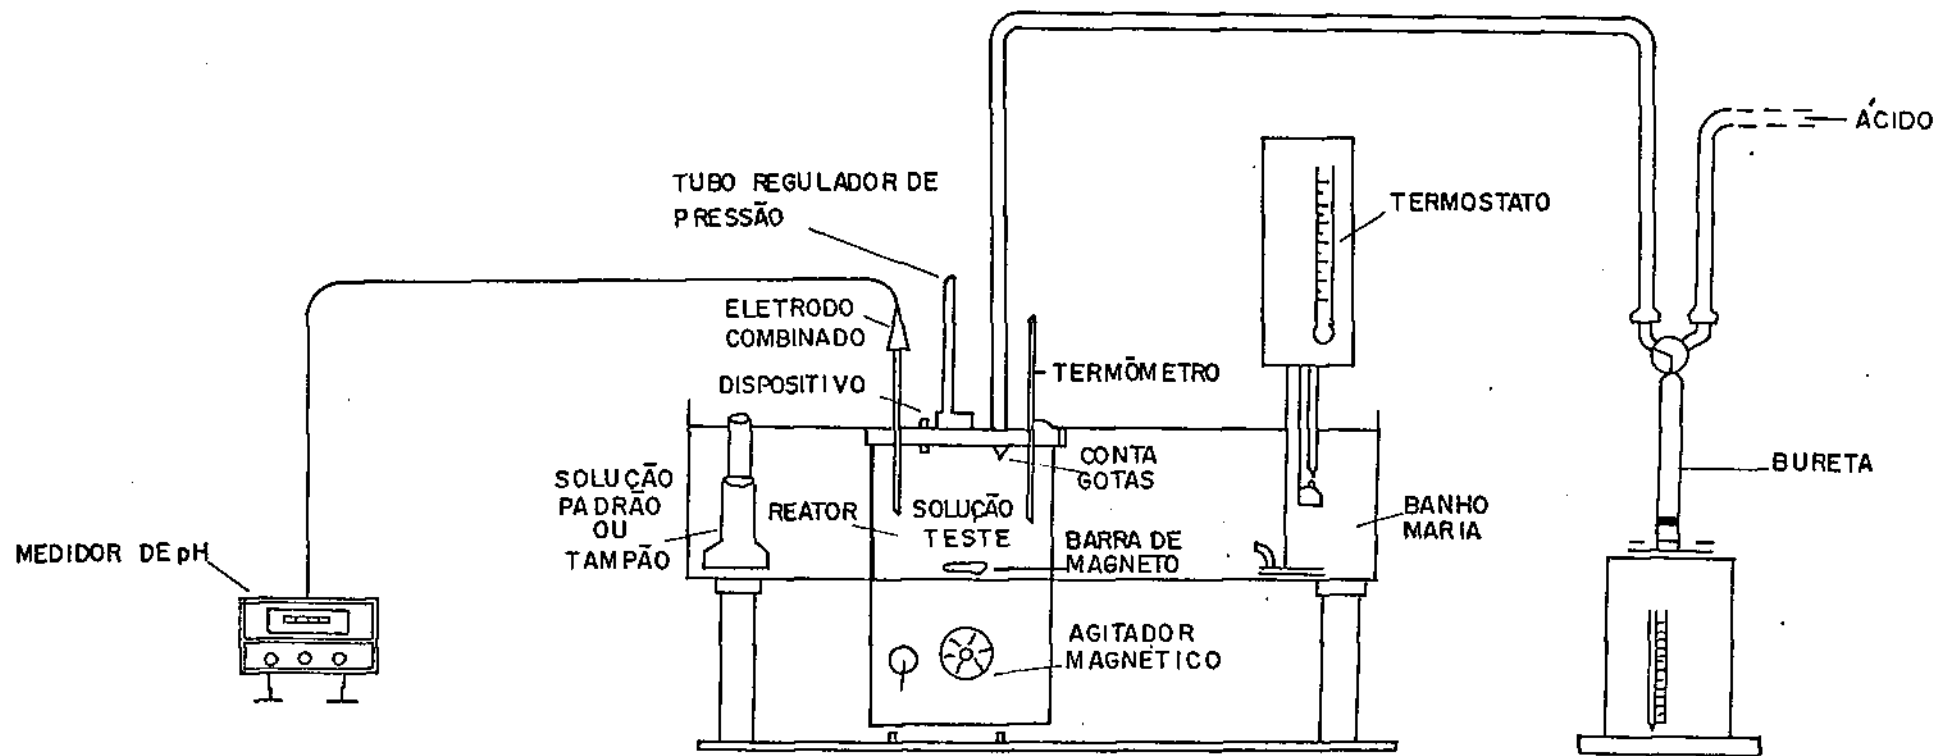 ÁCIDO
TUBO REGULADOR DE
PRESSÃO
TERMOSTATO
ELETRODO
COMBINADO
TERMÔMETRO
DISPOSITIVO
CONTA
GOTAS
BURETA
SOLUÇÃO
PADRÃO
OU
TAMPÃO
REATOR
SOLUÇÃO
TESTE
BANHO
MARIA
BARRA DE
MAGNETO
MEDIDOR DE pH
AGITADOR
MAGNÉTICO